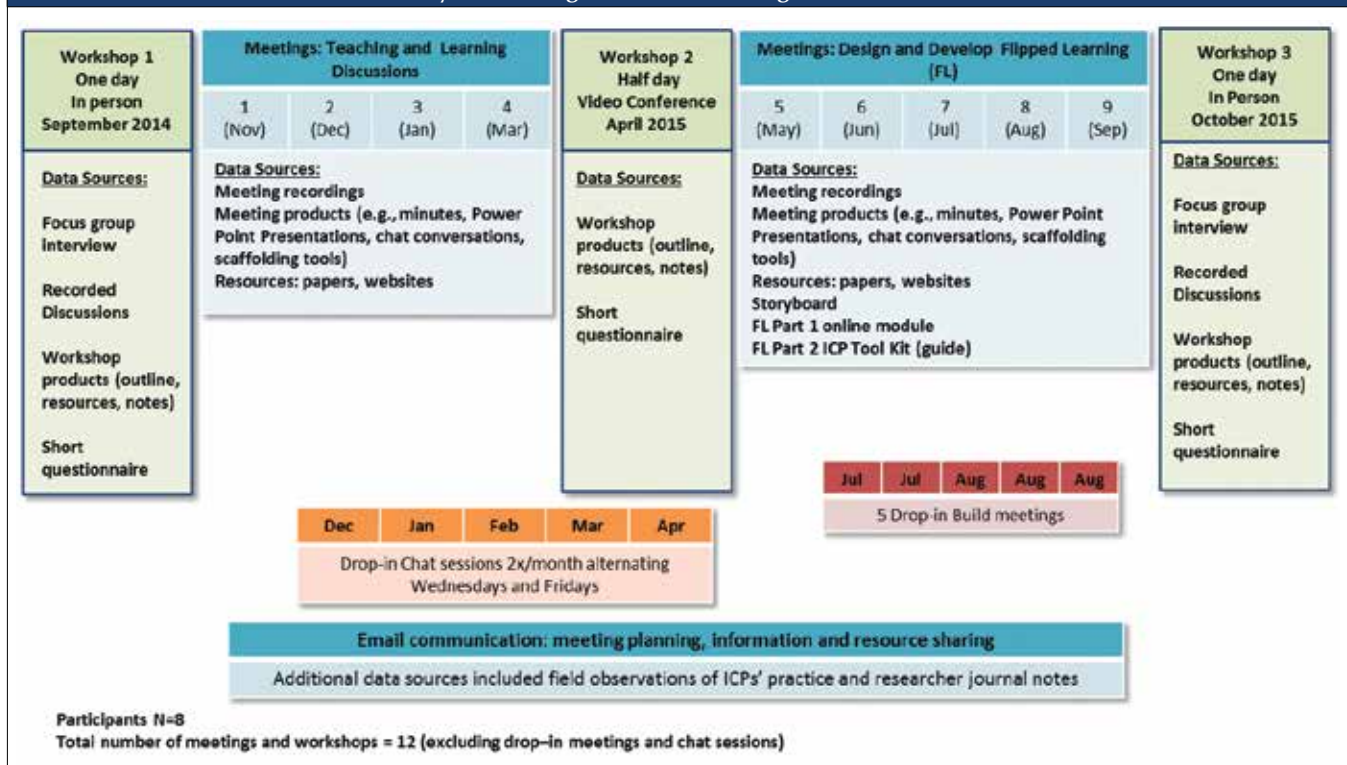 Workshop 1
One day
In person
September 2014
Data Sources:
Focus group
interview
Recorded
Discussions
Workshop
products (outline,
resources, notes)
Short
questionnaire
Meetings: Teaching and Learning
Discussions
1 2 3 4
(Nov) (Dec) (Jan) (Mar)
Data Sources:
Meeting recordings
Meeting products (e.g., minutes, Power
Point Presentations, chat conversations,
scaffolding tools)
Resources: papers, websites
Workshop 2
Half day
Video Conference
April 2015
Data Sources:
Workshop
products (outline,
resources, notes)
Short
questionnaire
Meetings: Design and Develop Flipped Learning
(FL)
5 6 7 8 9
(May) (Jun) (Jul) (Aug) (Sep)
Data Sources:
Meeting recordings
Meeting products (e.g., minutes, Power Point
Presentations, chat conversations, scaffolding
tools)
Resources: papers, websites
Storyboard
FL Part 1 online module
FL Part 2 ICP Tool Kit (guide)
Workshop 3
One day
In Person
October 2015
Data Sources:
Focus group
interview
Recorded
Discussions
Workshop
products (outline,
resources, notes)
Short
questionnaire
Jul Jul Aug Aug Aug
5 Drop-in Build meetings
Dec Jan Feb Mar Apr
Drop-in Chat sessions 2x/month alternating
Wednesdays and Fridays
Email communication: meeting planning, information and resource sharing
Additional data sources included field observations of ICPs' practice and researcher journal notes
Participants N=8
Total number of meetings and workshops = 12 (excluding drop–in meetings and chat sessions)